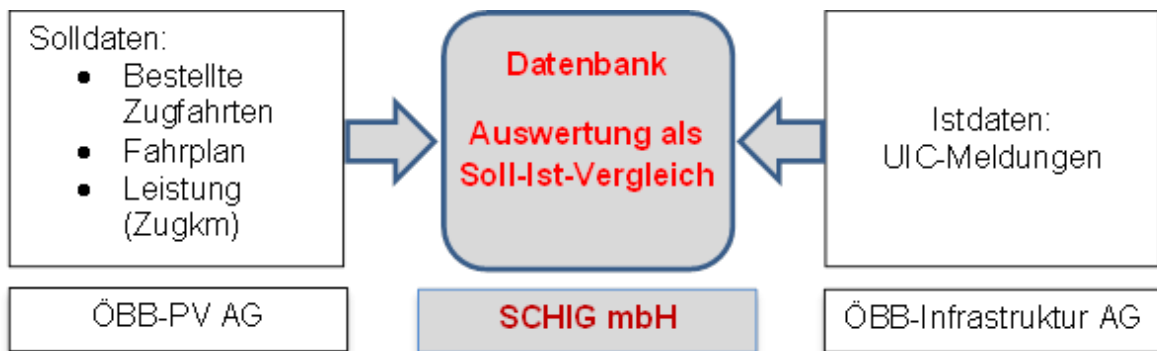 Solldaten:
• Bestellte
Zugfahrten
• Fahrplan
• Leistung
(Zugkm)
Datenbank
Auswertung als
Soll-Ist-Vergleich
Istdaten:
UIC-Meldungen
ÖBB-PV AG
SCHIG mbH
ÖBB-Infrastruktur AG